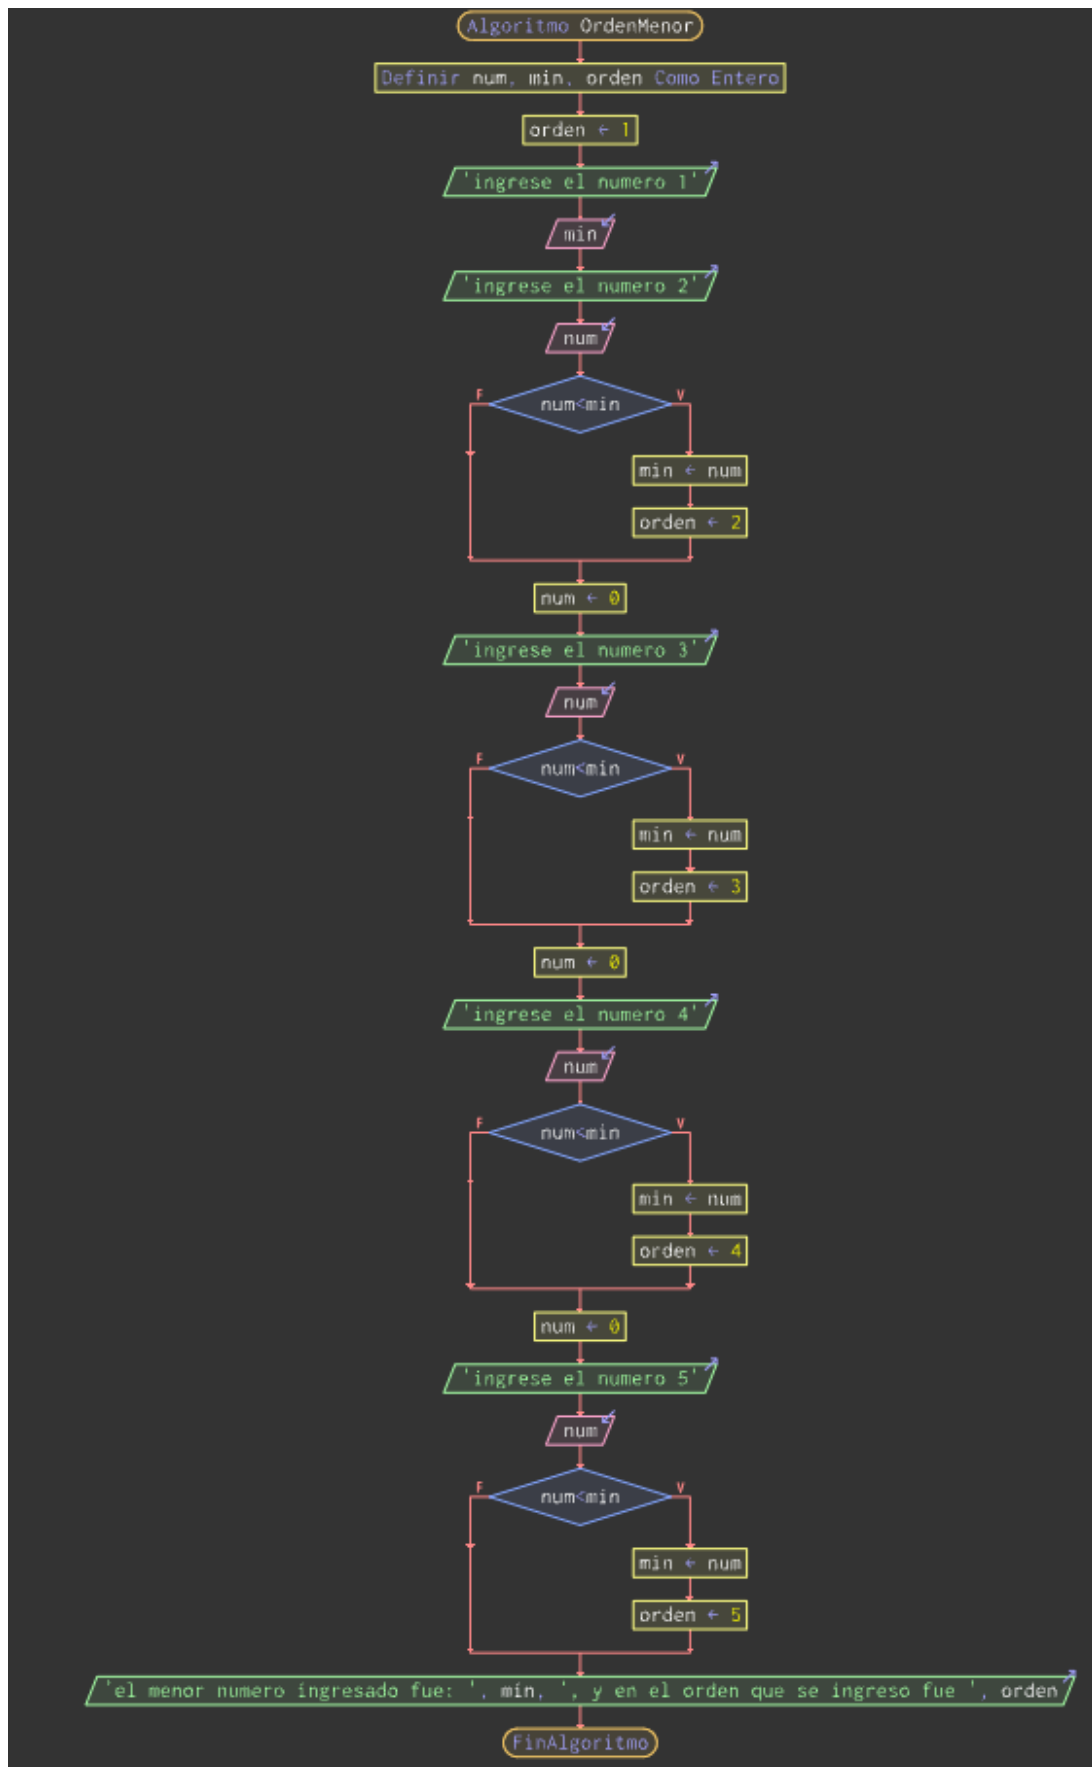 Algoritmo OrdenMenor
Definir num, min, orden Como Entero
orden ← 1
'ingrese el numero 1'
min
'ingrese el numero 2'
num
num<min
F
V
min ← num
orden ← 2
num ← 0
'ingrese el numero 3'
num
num<min
F
V
min ← num
orden ← 3
num ← 0
'ingrese el numero 4'
num
num<min
F
V
min ← num
orden ← 4
num ← 0
'ingrese el numero 5'
num
num<min
F
V
min ← num
orden ← 5
'el menor numero ingresado fue: ', min, ', y en el orden que se ingreso fue ', orden
FinAlgoritmo